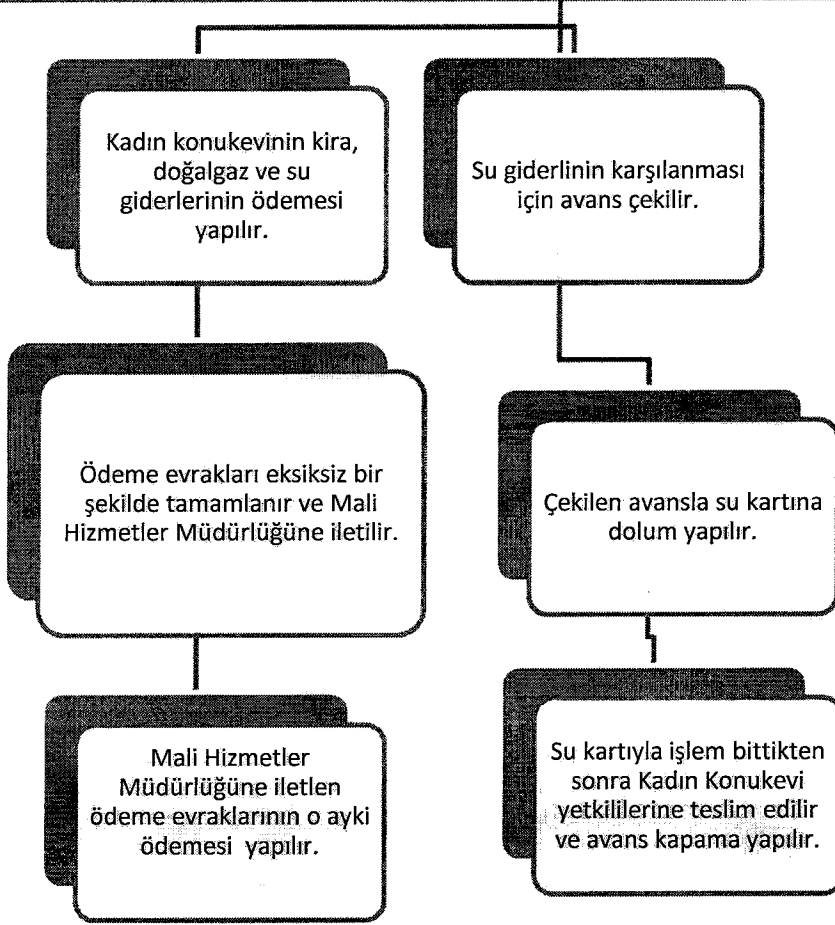 Kadın konukevinin kira,
doğalgaz ve su
giderlerinin ödemesi
yapılır.
Su giderlinin karşılanması
için avans çekilir.
Ödeme evrakları eksiksiz bir
şekilde tamamlanır ve Mali
Hizmetler Müdürlüğüne iletilir.
Çekilen avansla su kartına
dolum yapılır.
Mali Hizmetler
Müdürlüğüne iletlen
ödeme evraklarının o ayki
ödemesi yapılır.
Su kartıyla işlem bittikten
sonra Kadın Konukevi
yetkililerine teslim edilir
ve avans kapama yapılır.